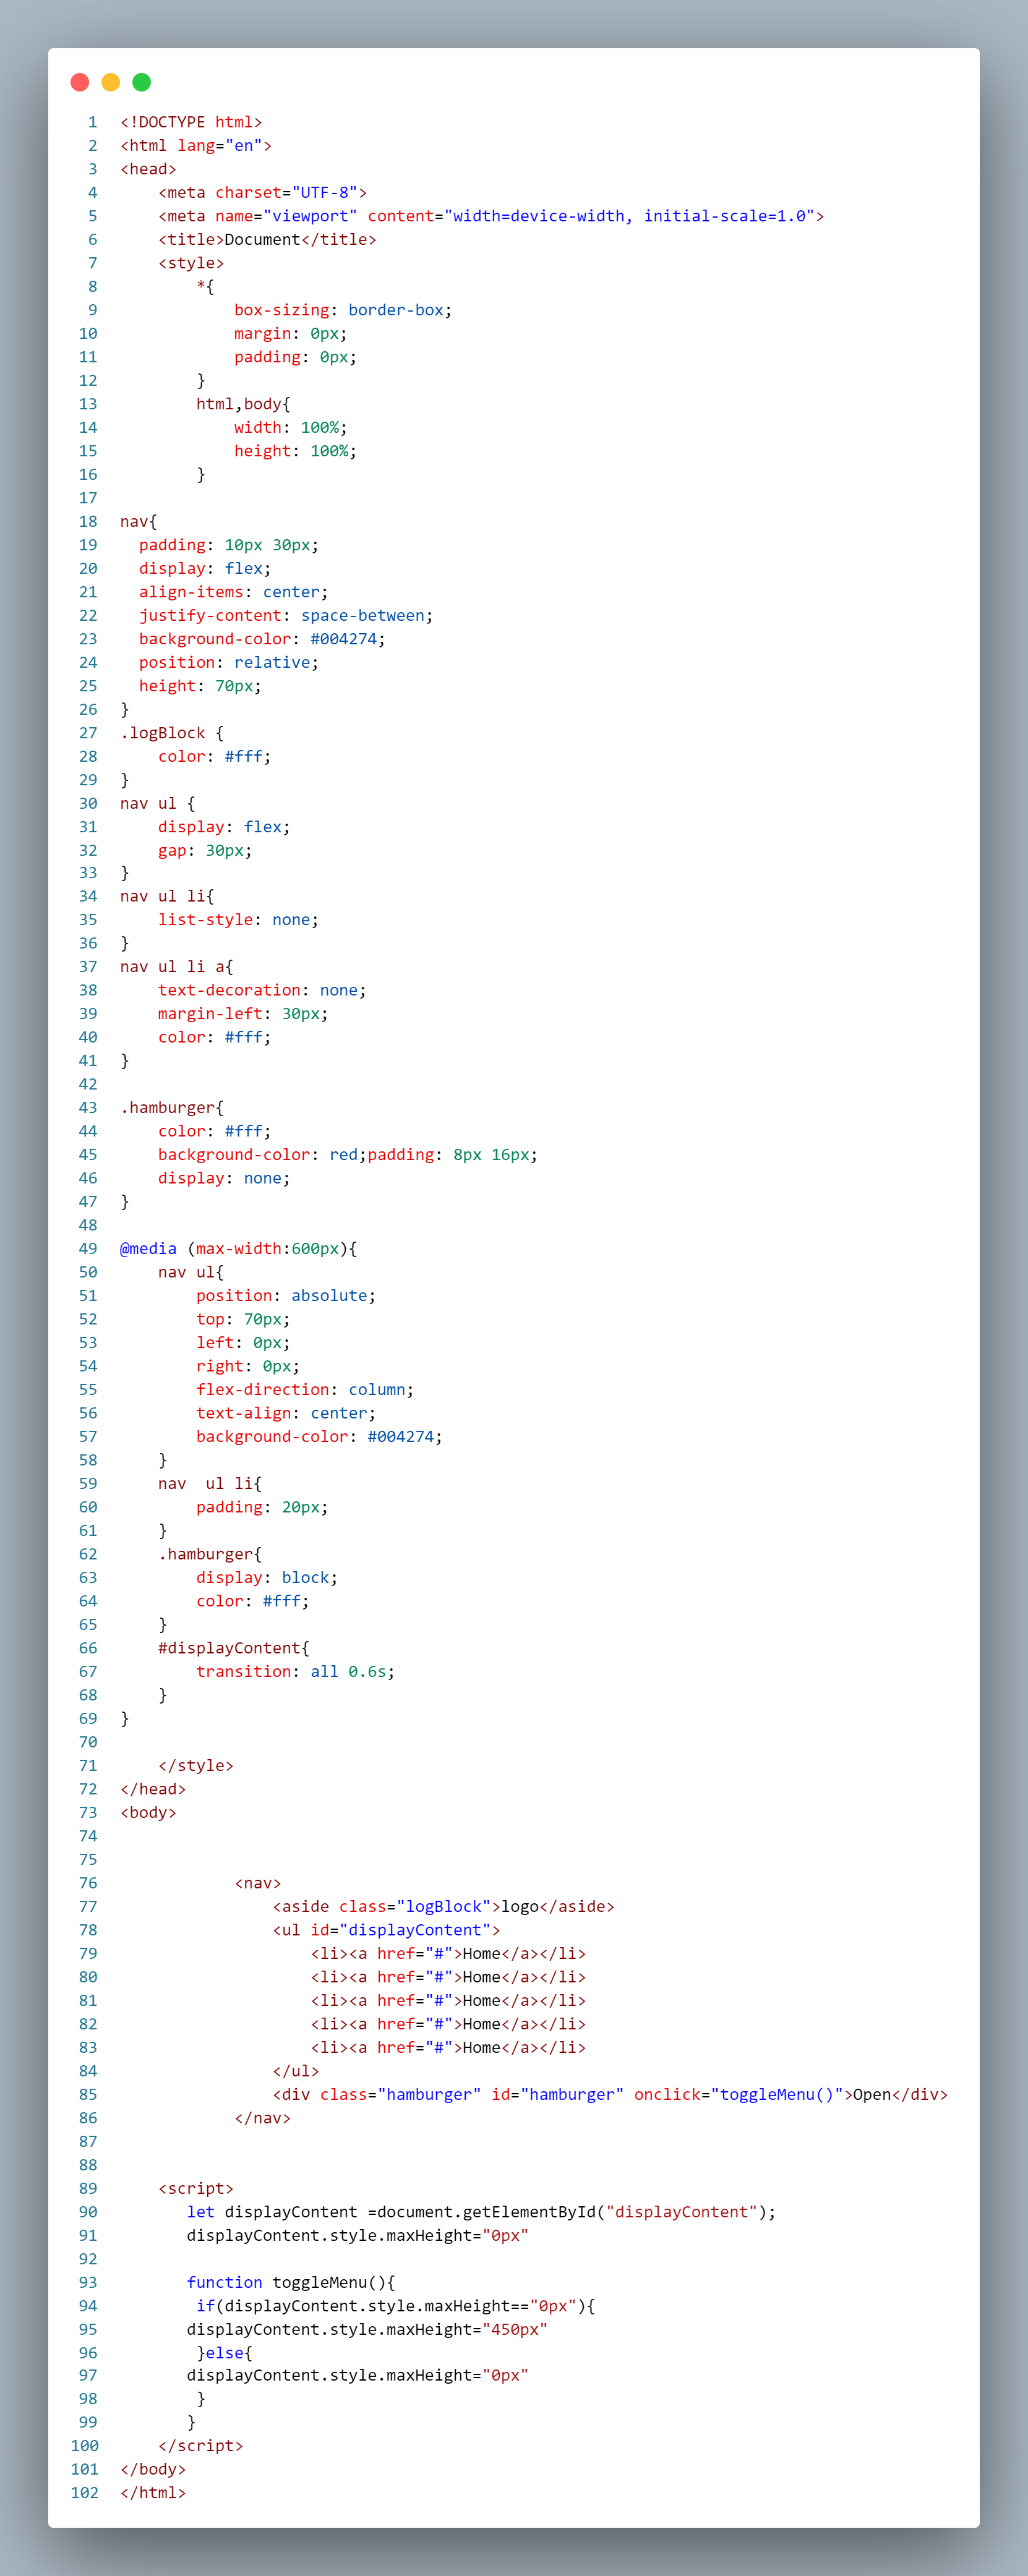 1 <!DOCTYPE html>
2 <html lang="en">
3 <head>
4     <meta charset="UTF-8">
5     <meta name="viewport" content="width=device-width, initial-scale=1.0">
6     <title>Document</title>
7     <style>
8         *{
9             box-sizing: border-box;
10             margin: 0px;
11             padding: 0px;
12         }
13         html,body{
14             width: 100%;
15             height: 100%;
16         }
17
18 nav{
19   padding: 10px 30px;
20   display: flex;
21   align-items: center;
22   justify-content: space-between;
23   background-color: #004274;
24   position: relative;
25   height: 70px;
26 }
27 .logBlock {
28     color: #fff;
29 }
30 nav ul {
31     display: flex;
32     gap: 30px;
33 }
34 nav ul li{
35     list-style: none;
36 }
37 nav ul li a{
38     text-decoration: none;
39     margin-left: 30px;
40     color: #fff;
41 }
42
43 .hamburger{
44     color: #fff;
45     background-color: red;padding: 8px 16px;
46     display: none;
47 }
48
49 @media (max-width:600px){
50     nav ul{
51         position: absolute;
52         top: 70px;
53         left: 0px;
54         right: 0px;
55         flex-direction: column;
56         text-align: center;
57         background-color: #004274;
58     }
59     nav  ul li{
60         padding: 20px;
61     }
62     .hamburger{
63         display: block;
64         color: #fff;
65     }
66     #displayContent{
67         transition: all 0.6s;
68     }
69 }
70
71     </style>
72 </head>
73 <body>
74
75
76             <nav>
77                 <aside class="logBlock">logo</aside>
78                 <ul id="displayContent">
79                     <li><a href="#">Home</a></li>
80                     <li><a href="#">Home</a></li>
81                     <li><a href="#">Home</a></li>
82                     <li><a href="#">Home</a></li>
83                     <li><a href="#">Home</a></li>
84                 </ul>
85                 <div class="hamburger" id="hamburger" onclick="toggleMenu()">Open</div>
86             </nav>
87
88
89     <script>
90        let displayContent =document.getElementById("displayContent");
91        displayContent.style.maxHeight="0px"
92
93        function toggleMenu(){
94         if(displayContent.style.maxHeight=="0px"){
95        displayContent.style.maxHeight="450px"
96         }else{
97        displayContent.style.maxHeight="0px"
98         }
99        }
100     </script>
101 </body>
102 </html>